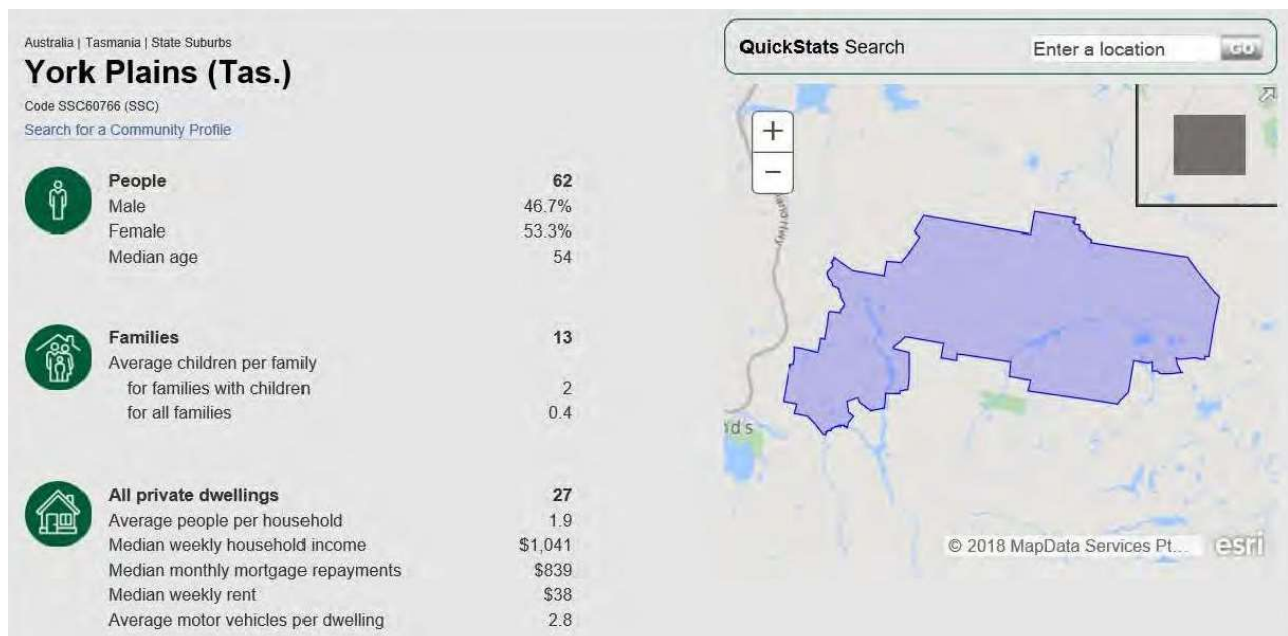 Australia | Tasmania | State Suburbs
York Plains (Tas.)
Code SSC60766 (SSC)
Search for a Community Profile
People 62
Male 46.7%
Female 53.3%
Median age 54
Families 13
Average children per family
for families with children 2
for all families 0.4
All private dwellings 27
Average people per household 1.9
Median weekly household income $1,041
Median monthly mortgage repayments $839
Median weekly rent $38
Average motor vehicles per dwelling 2.8
QuickStats Search Enter a location GO
+
−
nds
© 2018 MapData Services Pt... esri